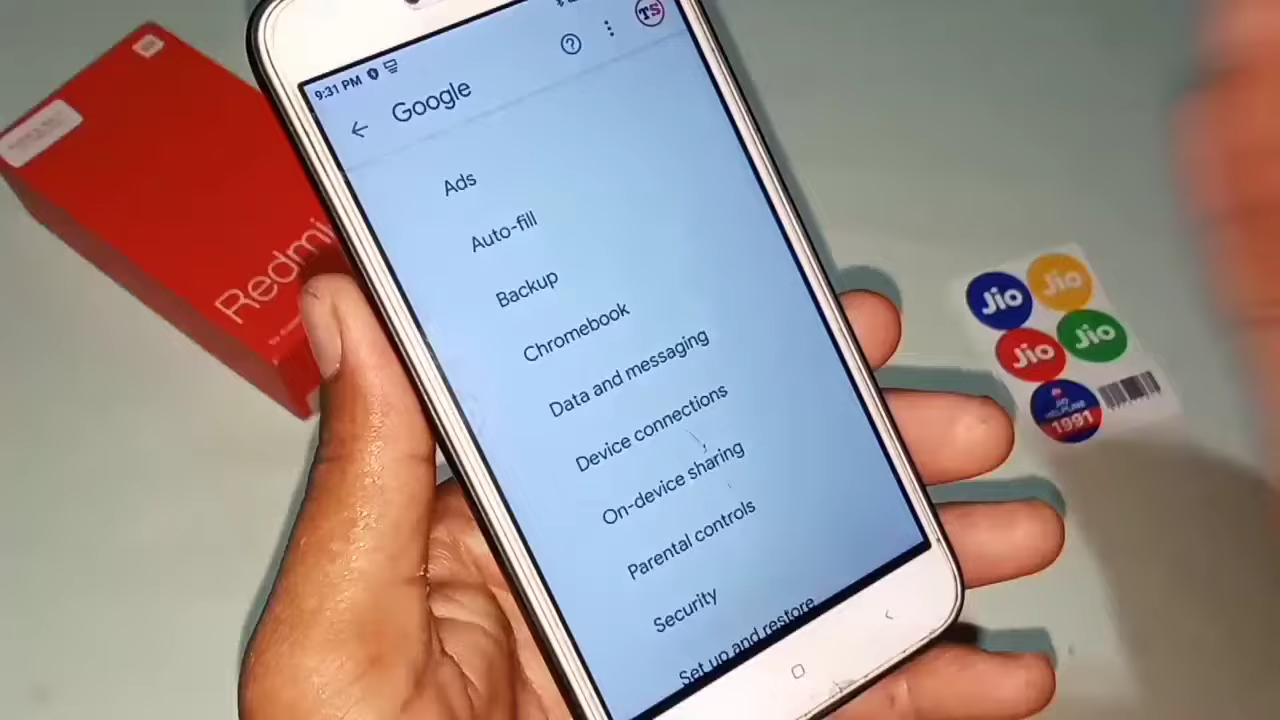 9:31 PM
TS
Google
Ads
Auto-fill
Backup
Chromebook
Data and messaging
Device connections
On-device sharing
Parental controls
Security
Set up and restore
Redmi
Jio
Jio
Jio
Jio
1991